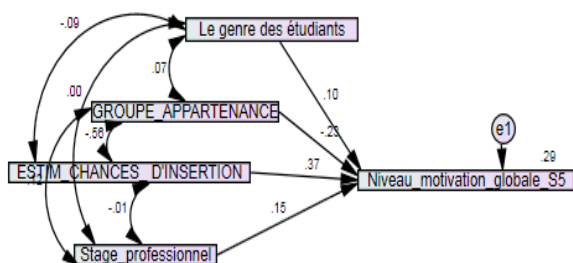 -.09
Le genre des étudiants
.00
.07
.10
GROUPE_APPARTENANCE
-.56
-.23
e1
.29
ESTIM_CHANCES_D'INSERTION
.37
Niveau_motivation_globale_S5
-.01
.15
Stage_professionnel